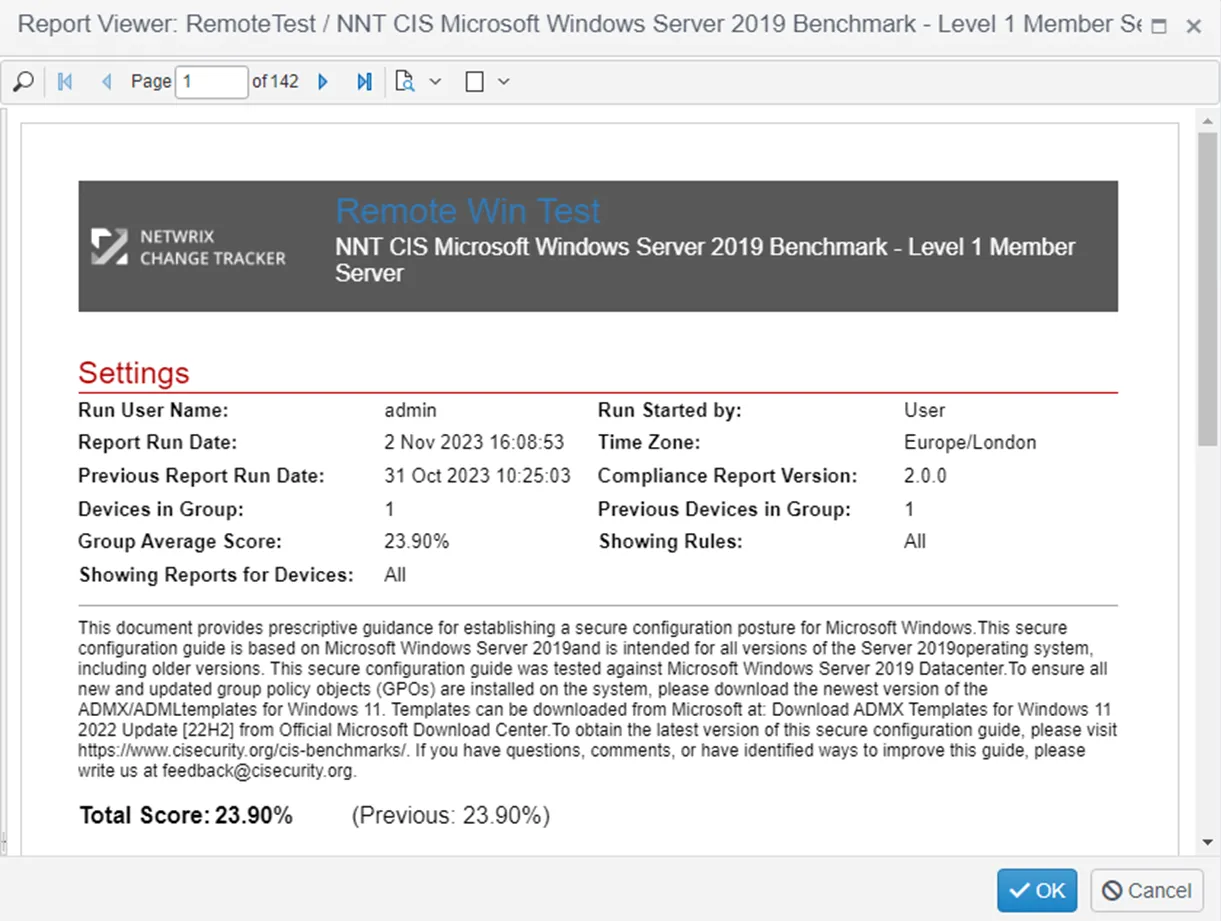 Report Viewer: RemoteTest / NNT CIS Microsoft Windows Server 2019 Benchmark - Level 1 Member Se
Page 1 of 142
NETWRIX
CHANGE TRACKER
Remote Win Test
NNT CIS Microsoft Windows Server 2019 Benchmark - Level 1 Member
Server
Settings
Run User Name: admin Run Started by: User
Report Run Date: 2 Nov 2023 16:08:53 Time Zone: Europe/London
Previous Report Run Date: 31 Oct 2023 10:25:03 Compliance Report Version: 2.0.0
Devices in Group: 1 Previous Devices in Group: 1
Group Average Score: 23.90% Showing Rules: All
Showing Reports for Devices: All
This document provides prescriptive guidance for establishing a secure configuration posture for Microsoft Windows.This secure
configuration guide is based on Microsoft Windows Server 2019and is intended for all versions of the Server 2019operating system,
including older versions. This secure configuration guide was tested against Microsoft Windows Server 2019 Datacenter.To ensure all
new and updated group policy objects (GPOs) are installed on the system, please download the newest version of the
ADMX/ADMLtemplates for Windows 11. Templates can be downloaded from Microsoft at: Download ADMX Templates for Windows 11
2022 Update [22H2] from Official Microsoft Download Center.To obtain the latest version of this secure configuration guide, please visit
https://www.cisecurity.org/cis-benchmarks/. If you have questions, comments, or have identified ways to improve this guide, please
write us at feedback@cisecurity.org.
Total Score: 23.90% (Previous: 23.90%)
OK Cancel